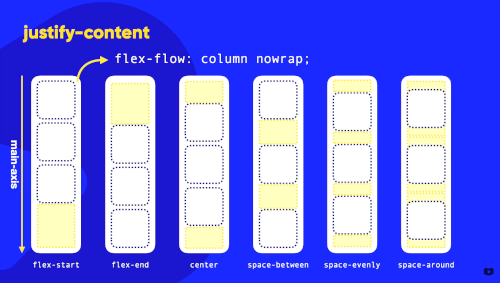 justify-content
flex-flow: column nowrap;
main-axis
flex-start
flex-end
center
space-between
space-evenly
space-around